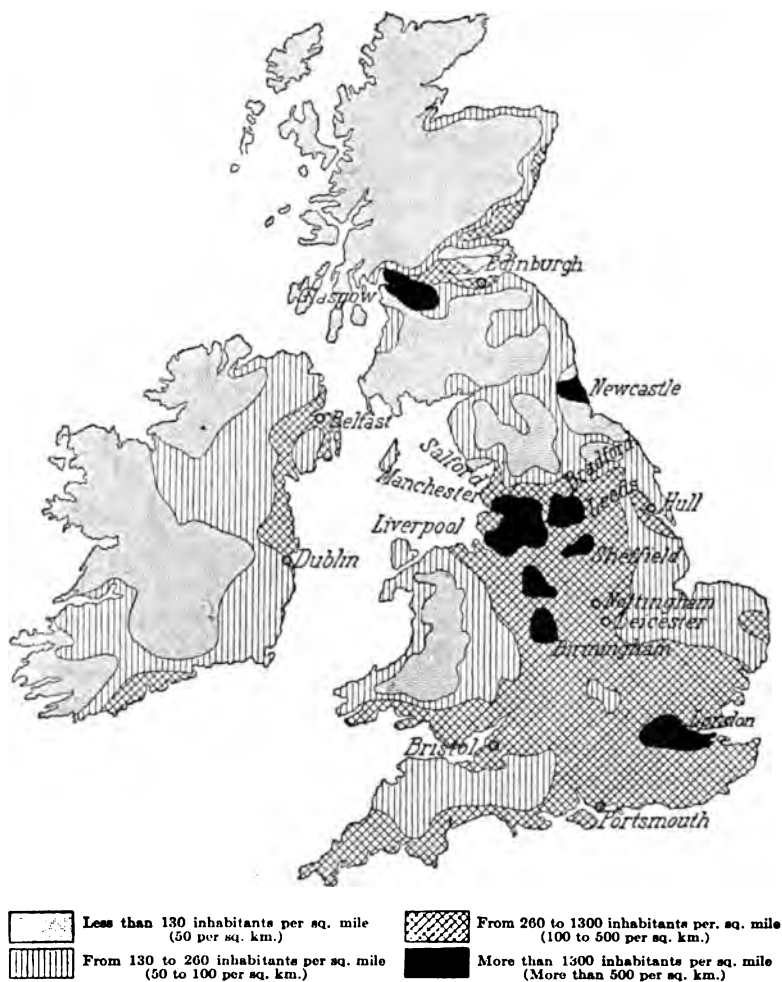 Edinburgh
Glasgow
Newcastle
Belfast
Salford
Bradford
Manchester
Leeds
Hull
Liverpool
Dublin
Sheffield
Nottingham
Leicester
Birmingham
London
Bristol
Portsmouth
Less than 130 inhabitants per sq. mile
(50 per sq. km.)
From 130 to 260 inhabitants per sq. mile
(50 to 100 per sq. km.)
From 260 to 1300 inhabitants per. sq. mile
(100 to 500 per sq. km.)
More than 1300 inhabitants per sq. mile
(More than 500 per sq. km.)